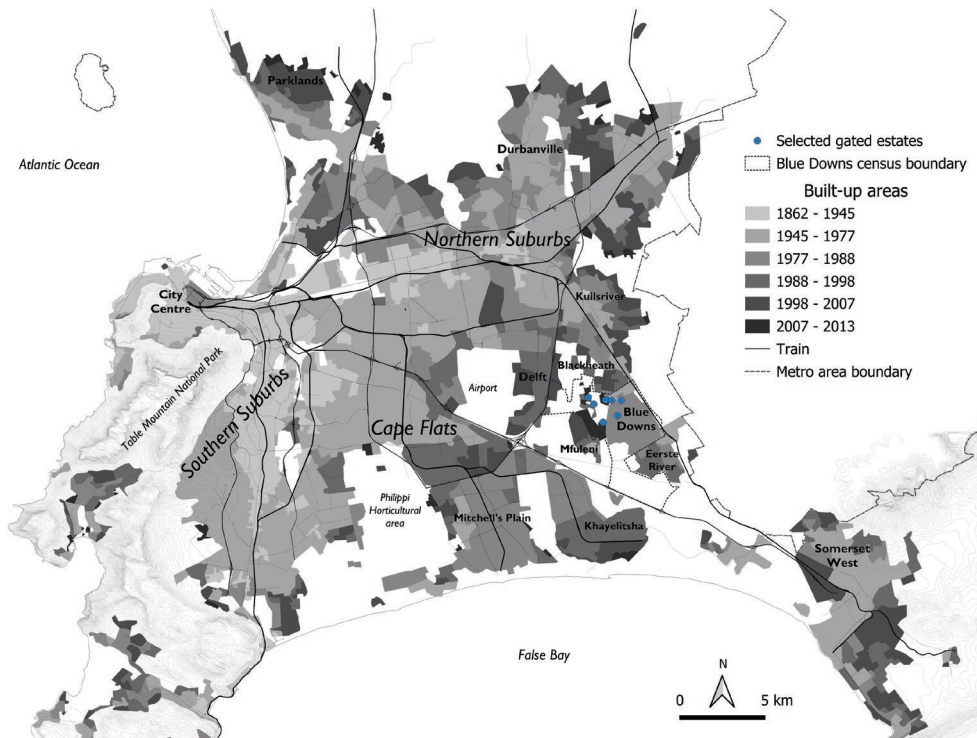 Parklands
Atlantic Ocean
Durbanville
Northern Suburbs
City
Centre
Kuilsriver
Table Mountain National Park
Southern Suburbs
Airport
Delft
Blackheath
Blue
Downs
Cape Flats
Mfuleni
Eerste
River
Philippi
Horticultural
area
Mitchell's Plain
Khayelitsha
Somerset
West
False Bay
Selected gated estates
Blue Downs census boundary
Built-up areas
1862 - 1945
1945 - 1977
1977 - 1988
1988 - 1998
1998 - 2007
2007 - 2013
Train
Metro area boundary
N
0 5 km